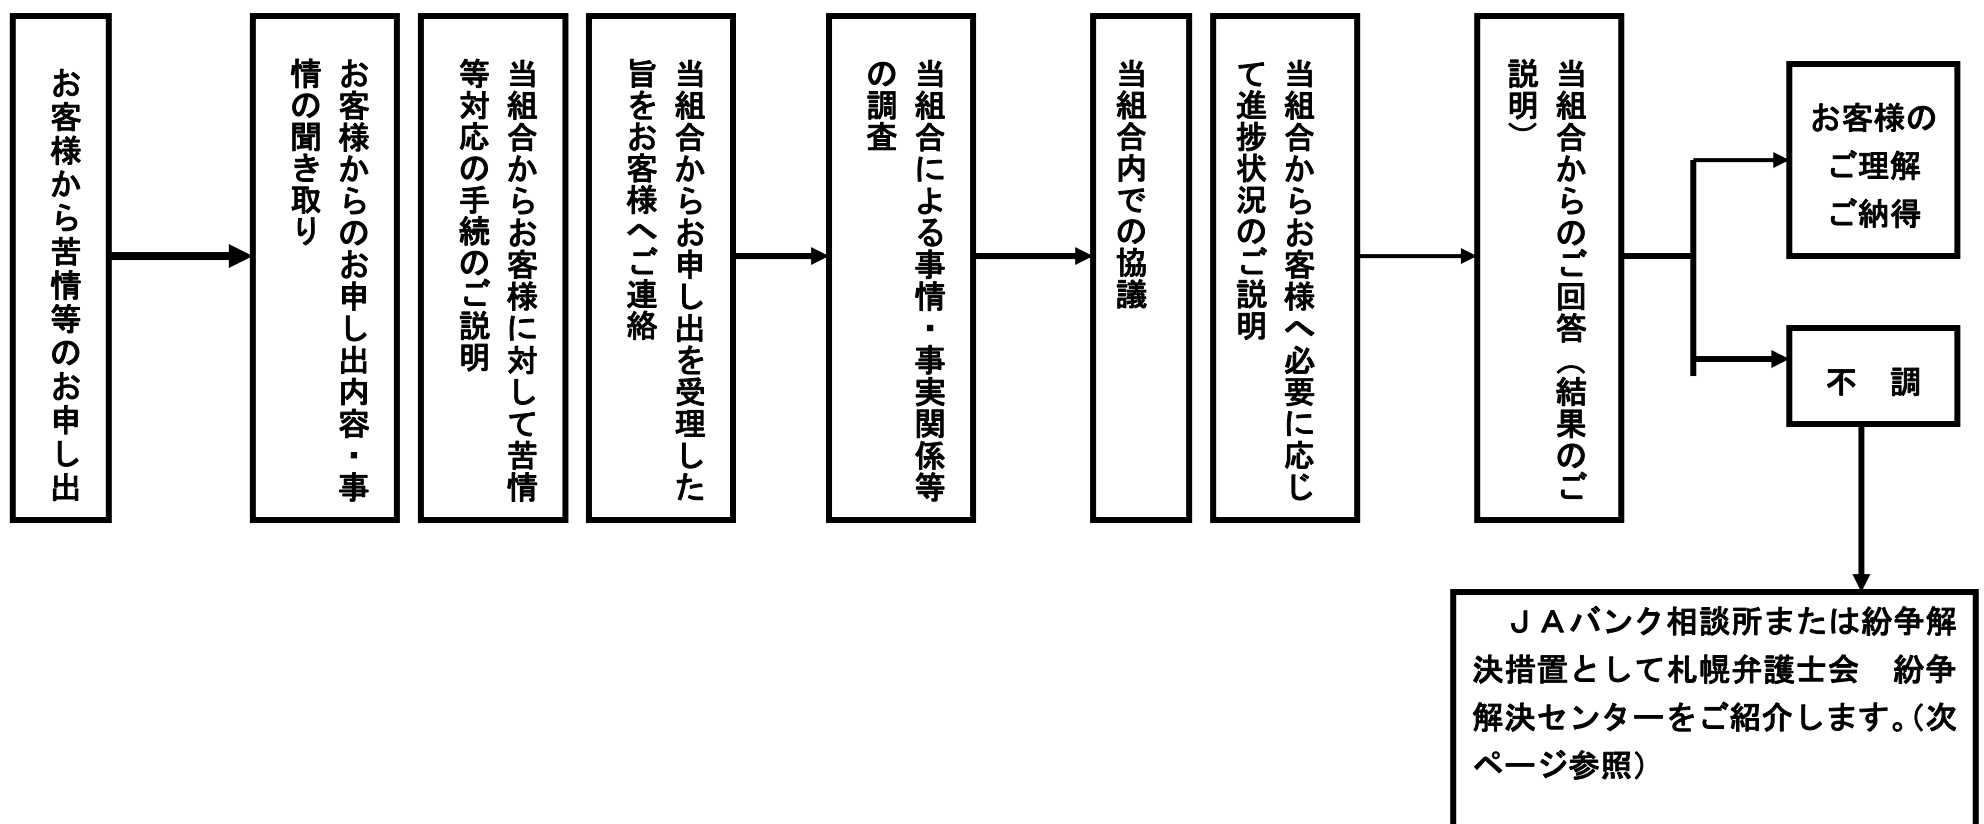 お客様から苦情等のお申し出
お客様からのお申し出内容・事
情の聞き取り
当組合からお客様に対して苦情
等対応の手続のご説明
当組合からお申し出を受理した
旨をお客様へご連絡
当組合による事情・事実関係等
の調査
当組合内での協議
当組合からお客様へ必要に応じ
て進捗状況のご説明
当組合からのご回答（結果のご
説明）
お客様の
ご理解
ご納得
不　調
ＪＡバンク相談所または紛争解
決措置として札幌弁護士会　紛争
解決センターをご紹介します。（次
ページ参照）